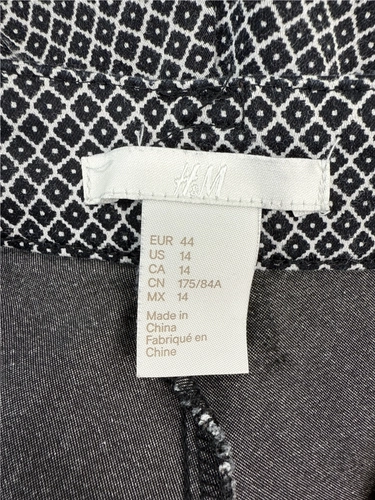 H&M
EUR 44
US 14
CA 14
CN 175/84A
MX 14
Made in
China
Fabriqué en
Chine